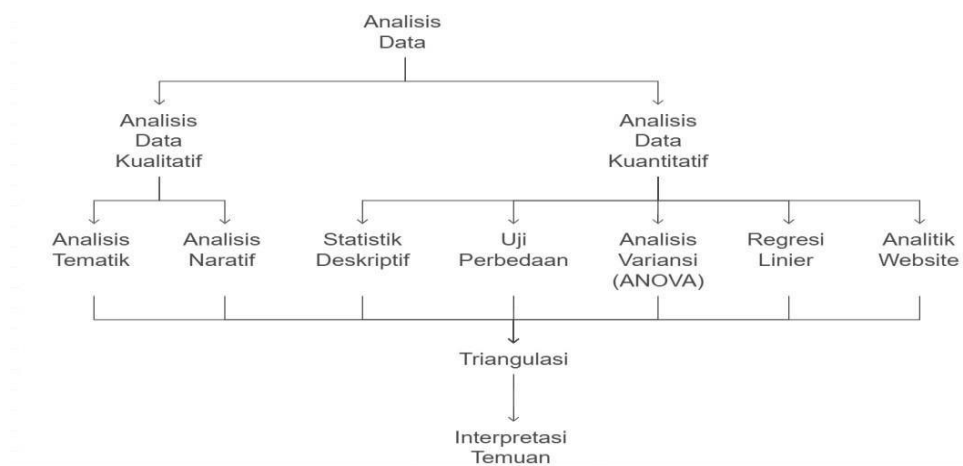 Analisis
Data
Analisis
Data
Kualitatif
Analisis
Data
Kuantitatif
Analisis
Tematik
Analisis
Naratif
Statistik
Deskriptif
Uji
Perbedaan
Analisis
Variansi
(ANOVA)
Regresi
Linier
Analitik
Website
Triangulasi
Interpretasi
Temuan